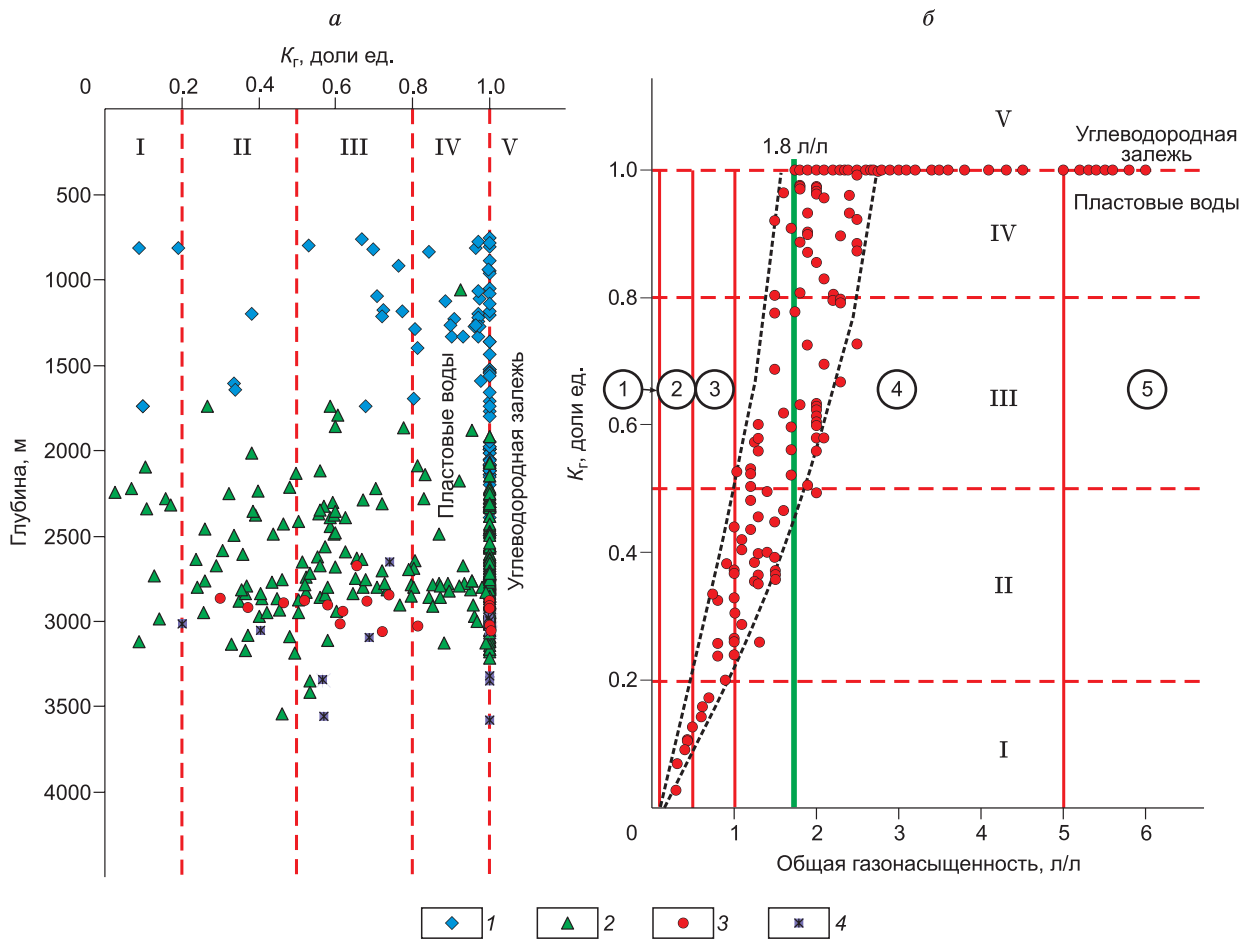 а
K_г, доли ед.
0 0.2 0.4 0.6 0.8 1.0
I II III IV V
500
1000
1500
2000
2500
3000
3500
4000
Глубина, м
Пластовые воды
Углеводородная залежь
б
V
1.8 л/л
Углеводородная
залежь
Пластовые воды
1.0
IV
0.8
1 2 3 4 III 5
0.6
K_г, доли ед.
0.4
II
0.2
I
0 1 2 3 4 5 6
Общая газонасыщенность, л/л
1 2 3 4